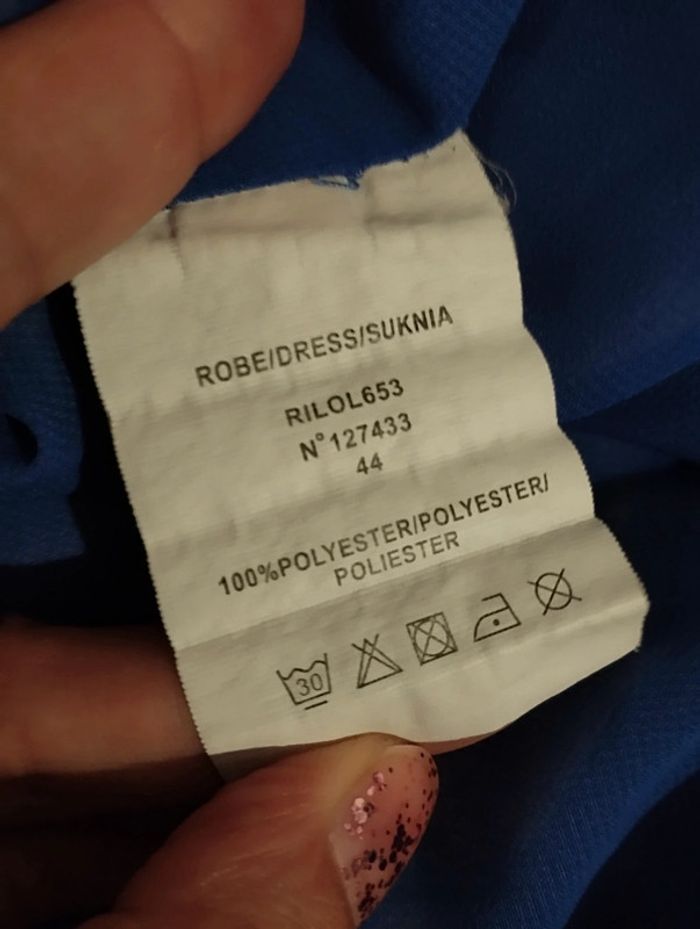 ROBE/DRESS/SUKNIA
RILOL653
N°127433
44
100%POLYESTER/POLYESTER/
POLIESTER
30